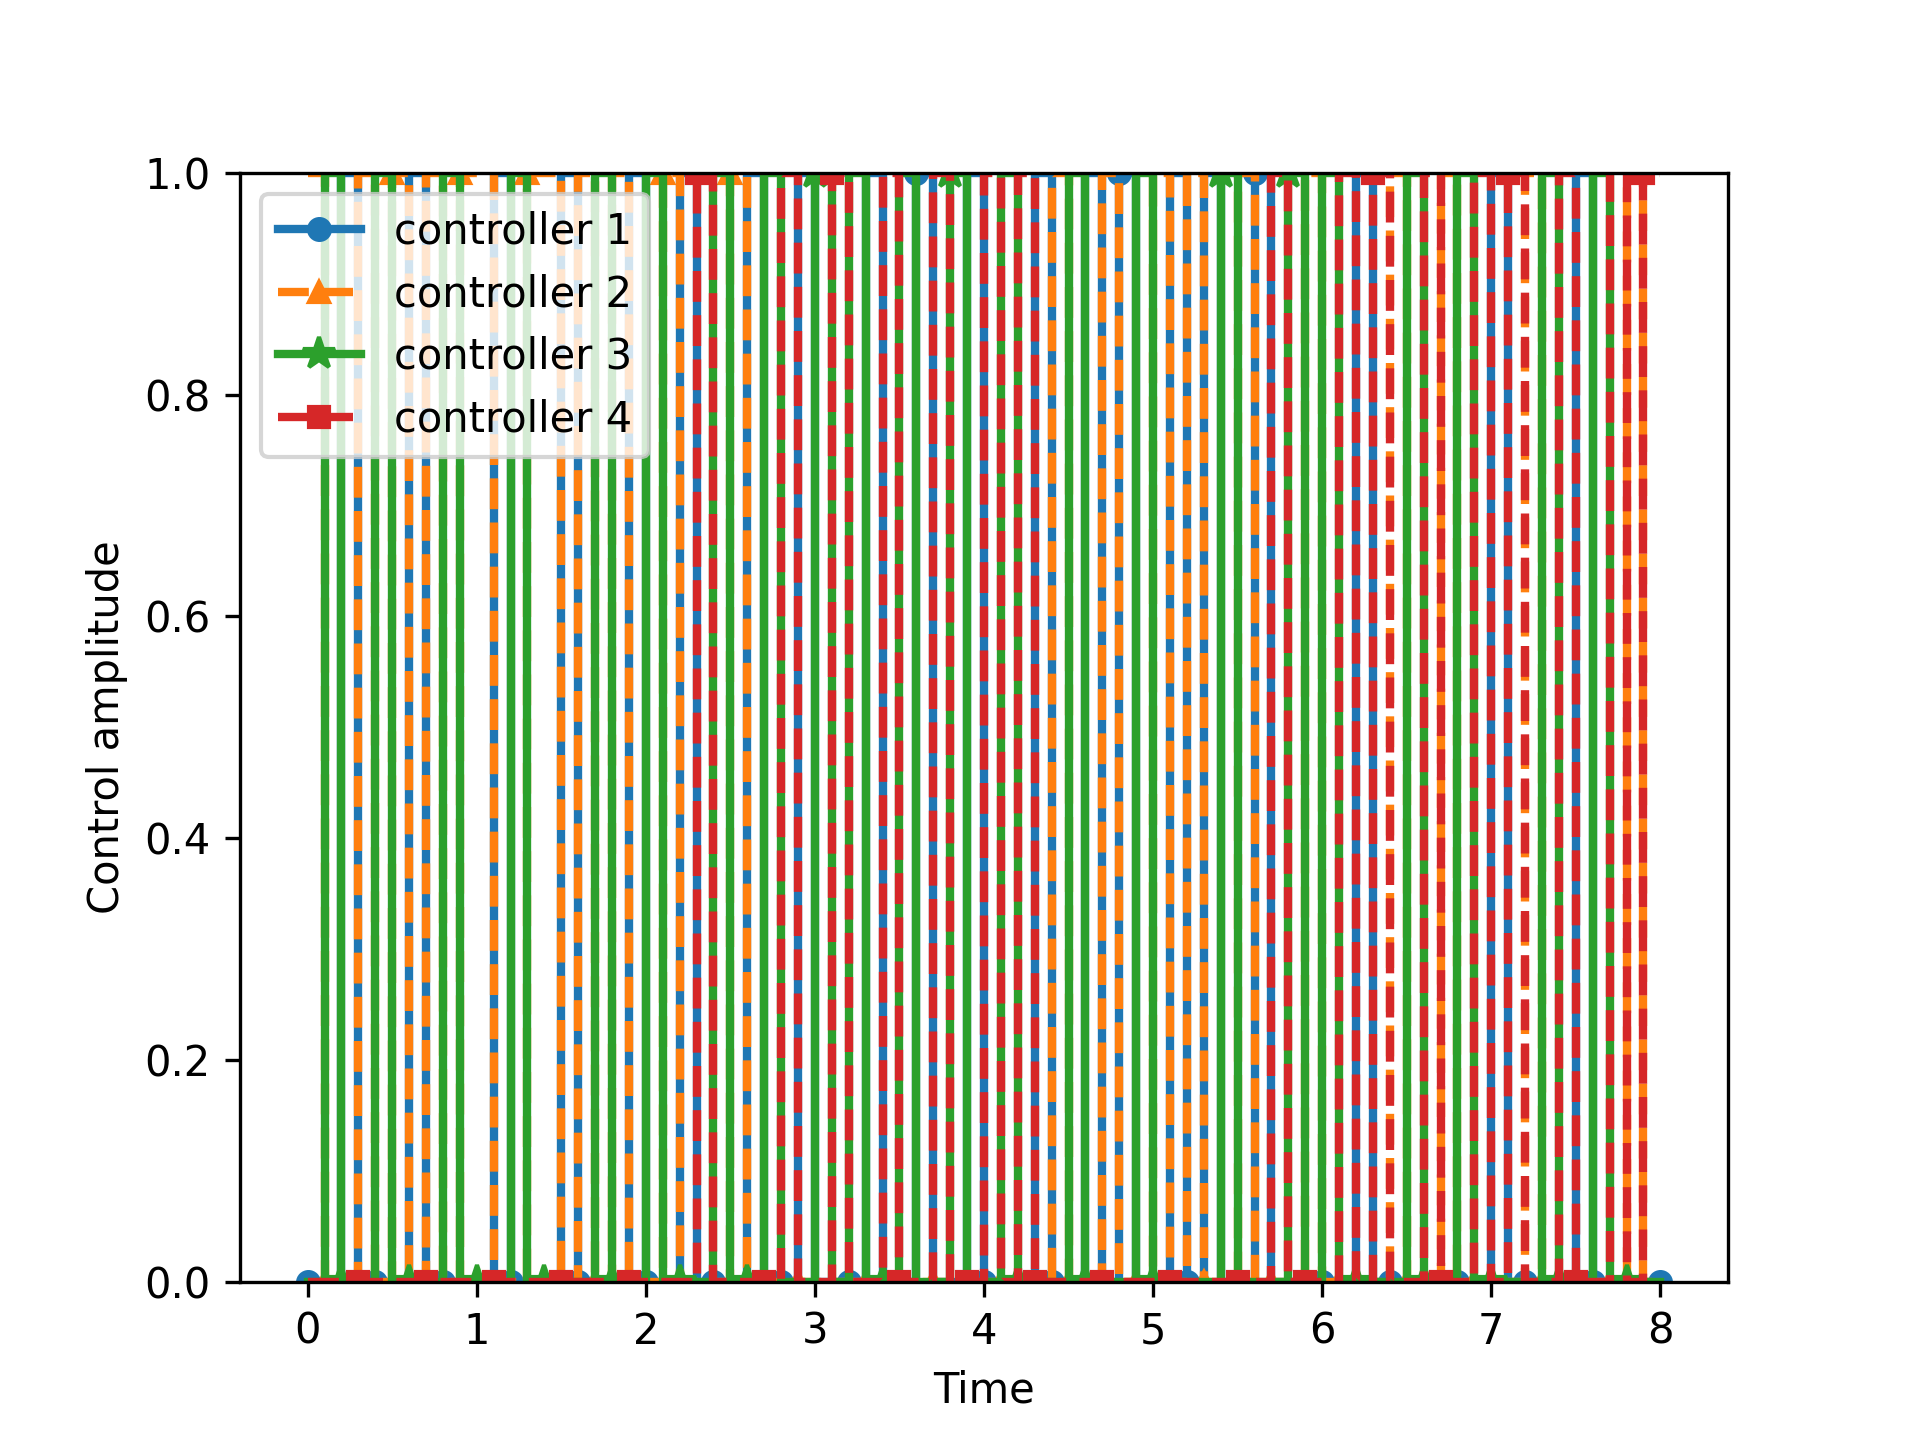 1.0
0.8
0.6
0.4
0.2
0.0
Control amplitude
controller 1
controller 2
controller 3
controller 4
0 1 2 3 4 5 6 7 8
Time